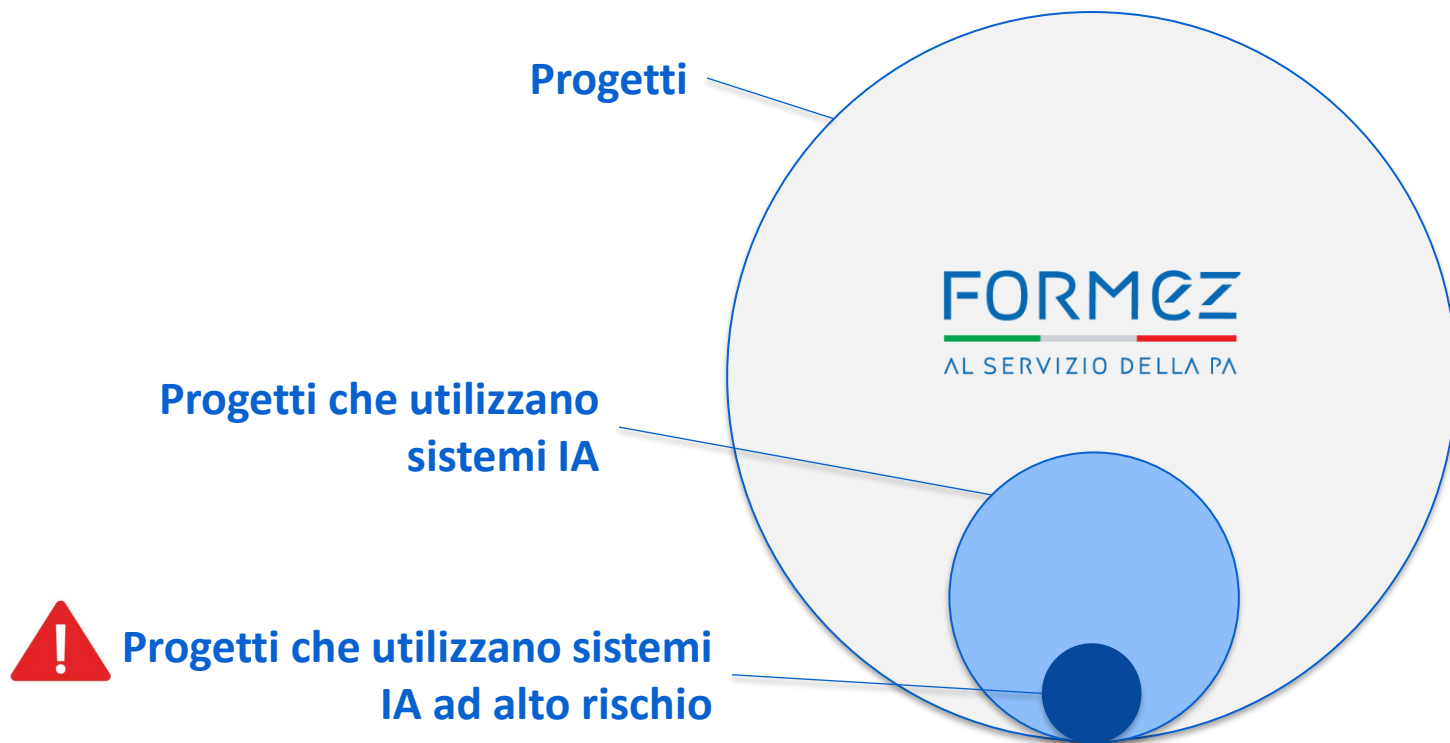 Progetti
FORMEZ
AL SERVIZIO DELLA PA
Progetti che utilizzano
sistemi IA
Progetti che utilizzano sistemi
IA ad alto rischio